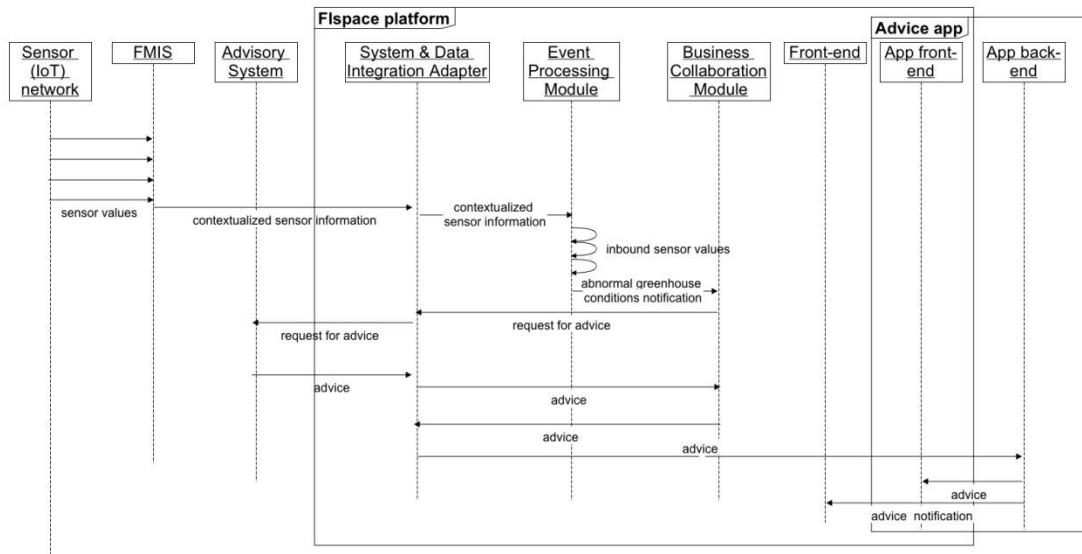 FIspace platform
Advice app
Sensor
(IoT)
network
FMIS
Advisory
System
System & Data
Integration Adapter
Event
Processing
Module
Business
Collaboration
Module
Front-end
App front-
end
App back-
end
sensor values
contextualized sensor information
contextualized
sensor information
inbound sensor values
abnormal greenhouse
conditions notification
request for advice
request for advice
advice
advice
advice
advice
advice
advice notification